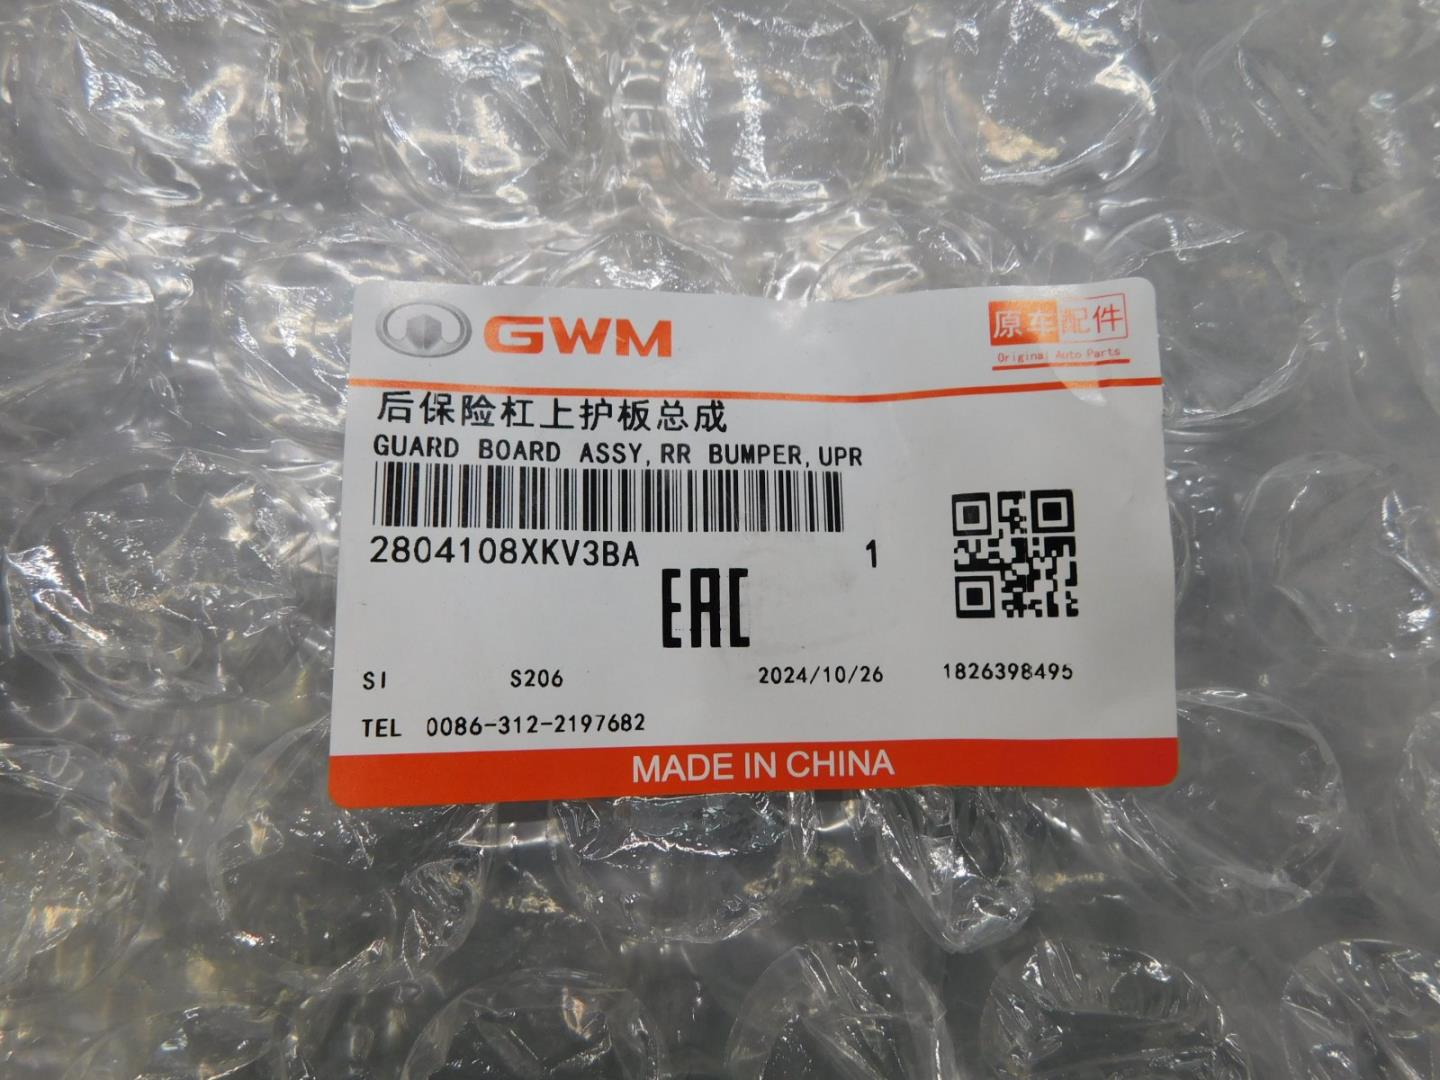 GWM
原车配件
Original Auto Parts
后保险杠上护板总成
GUARD BOARD ASSY,RR BUMPER,UPR
2804108XKV3BA 1
EAC
SI S206 2024/10/26 1826398495
TEL 0086-312-2197682
MADE IN CHINA